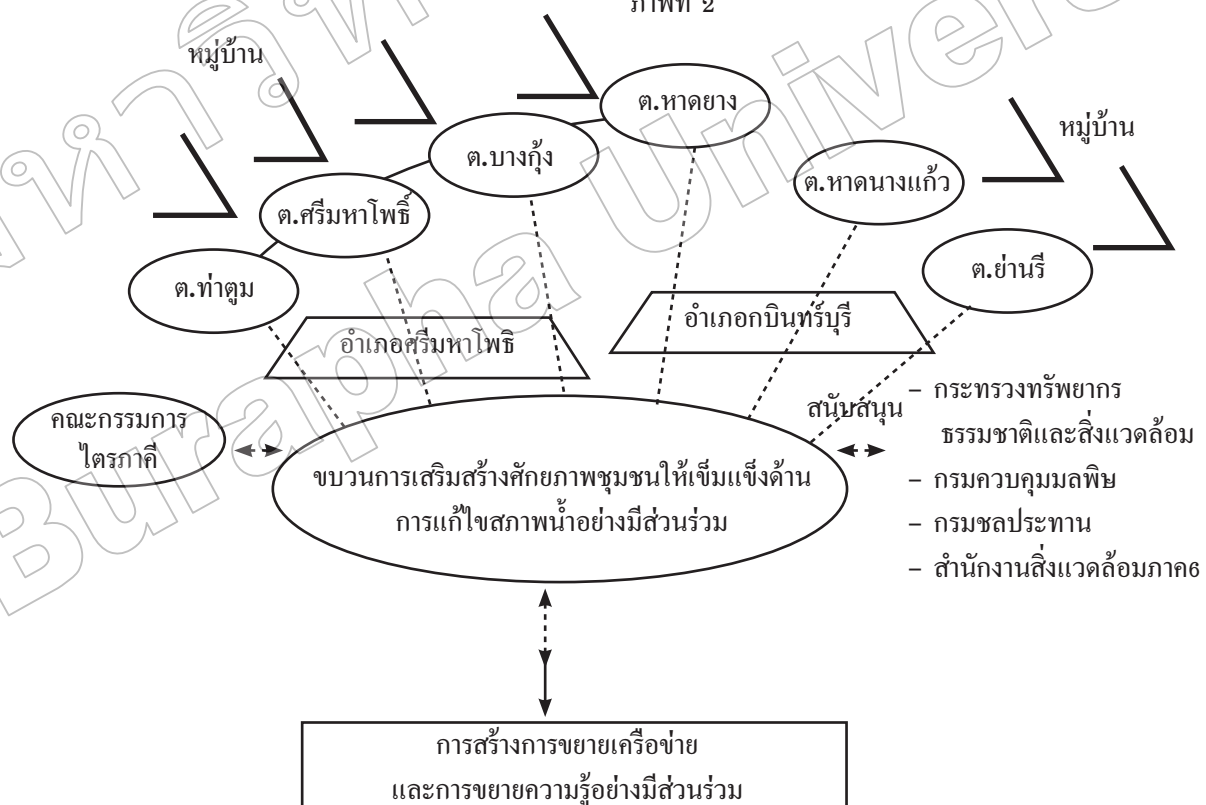 ภาพที่ 2
หมู่บ้าน
ต.หาดยาง
หมู่บ้าน
ต.บางกุ้ง
ต.หาดนางแก้ว
ต.ศรีมหาโพธิ์
ต.ย่านรี
ต.ท่าตูม
อำเภอกบินทร์บุรี
อำเภอศรีมหาโพธิ
คณะกรรมการ
ไตรภาคี
สนับสนุน
– กระทรวงทรัพยากร
ธรรมชาติและสิ่งแวดล้อม
– กรมควบคุมมลพิษ
– กรมชลประทาน
– สำนักงานสิ่งแวดล้อมภาค6
ขบวนการเสริมสร้างศักยภาพชุมชนให้เข็มแข็งด้าน
การแก้ไขสภาพน้ำอย่างมีส่วนร่วม
การสร้างการขยายเครือข่าย
และการขยายความรู้อย่างมีส่วนร่วม
Burapha University